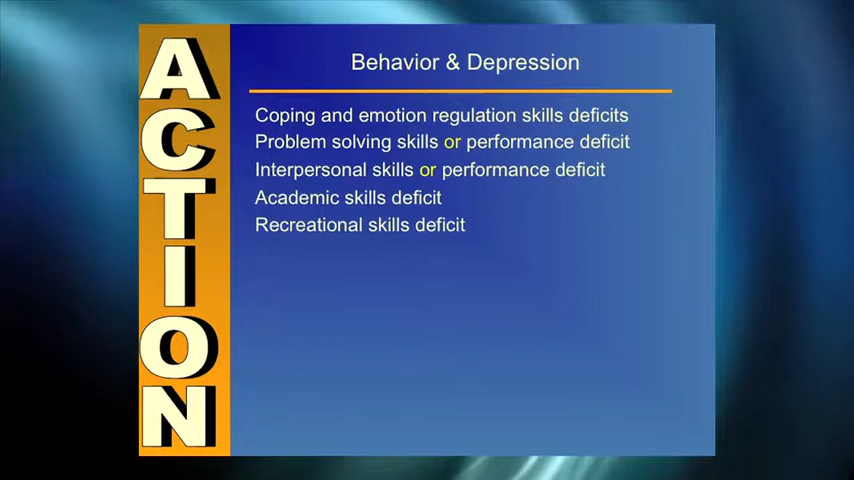 ACTION
Behavior & Depression
Coping and emotion regulation skills deficits
Problem solving skills or performance deficit
Interpersonal skills or performance deficit
Academic skills deficit
Recreational skills deficit